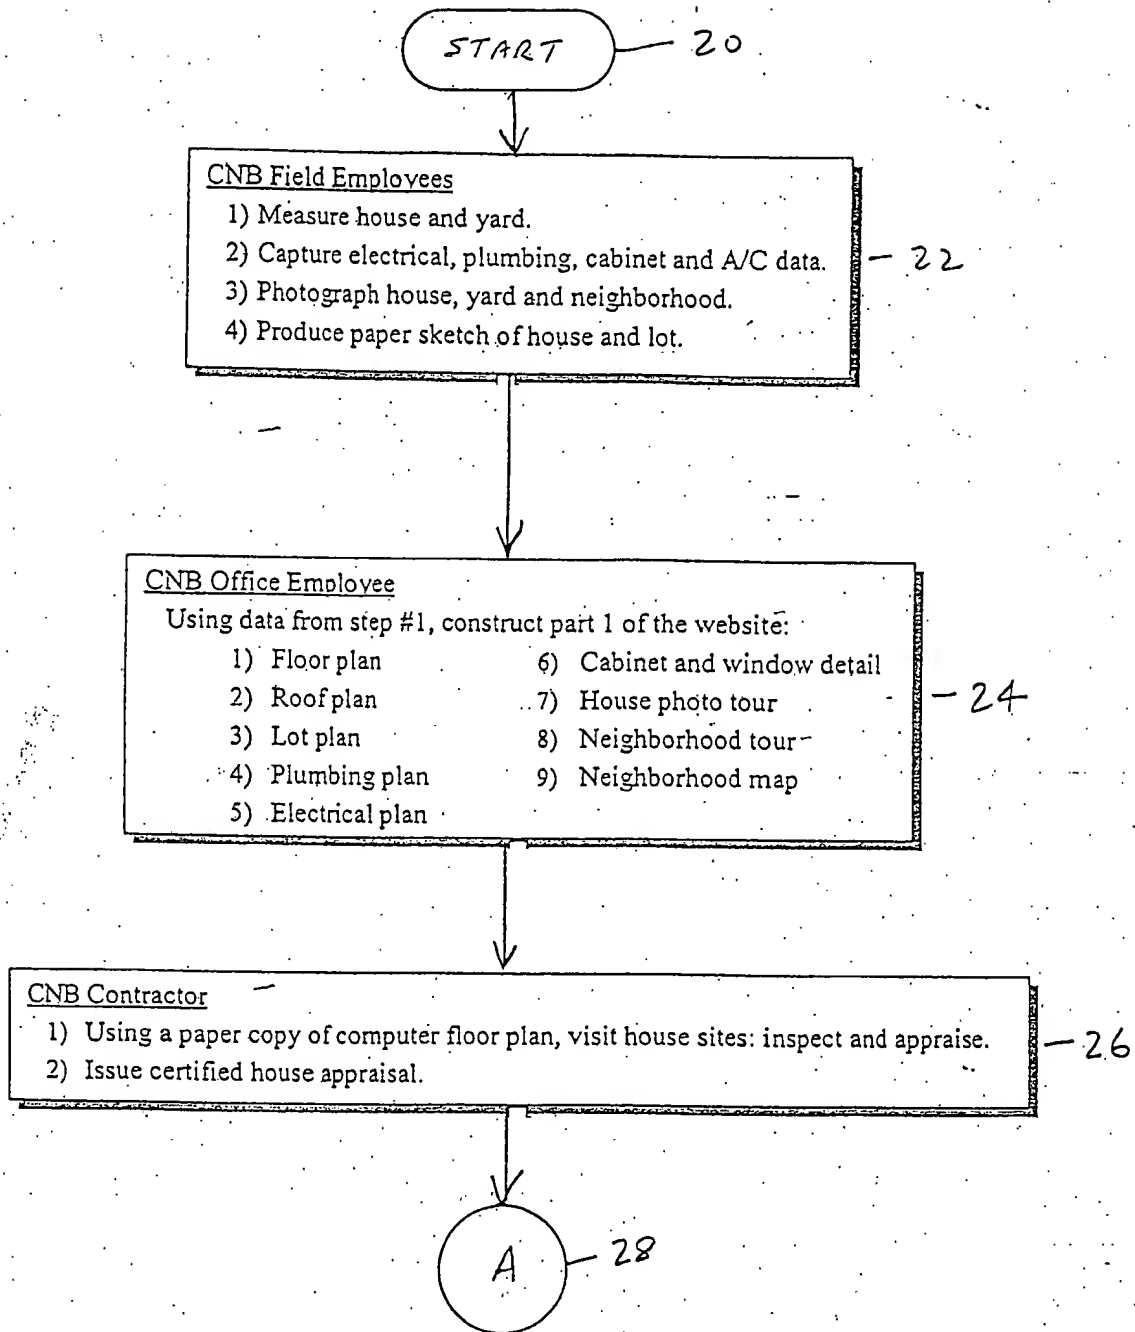 START 20
CNB Field Employees
1) Measure house and yard.
2) Capture electrical, plumbing, cabinet and A/C data.
22
3) Photograph house, yard and neighborhood.
4) Produce paper sketch of house and lot.
CNB Office Employee
Using data from step #1, construct part 1 of the website:
1) Floor plan 6) Cabinet and window detail
2) Roof plan 7) House photo tour
24
3) Lot plan 8) Neighborhood tour
4) Plumbing plan 9) Neighborhood map
5) Electrical plan
CNB Contractor
1) Using a paper copy of computer floor plan, visit house sites: inspect and appraise.
26
2) Issue certified house appraisal.
A 28